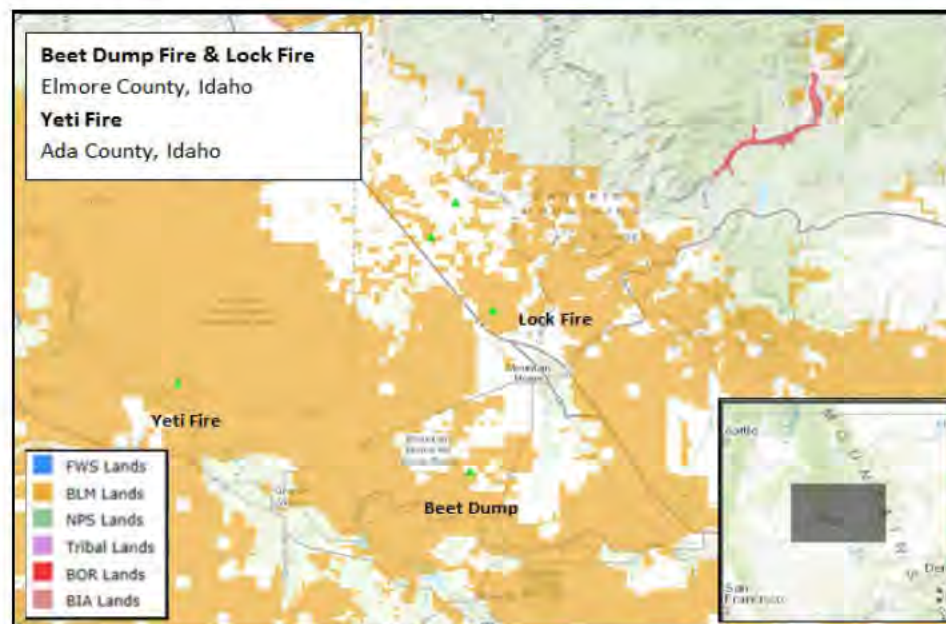 Beet Dump Fire & Lock Fire
Elmore County, Idaho
Yeti Fire
Ada County, Idaho
Lock Fire
Mountain
Home
Yeti Fire
Mountain
Beet Dump
FWS Lands
BLM Lands
NPS Lands
Tribal Lands
BOR Lands
BIA Lands
San
Francisco